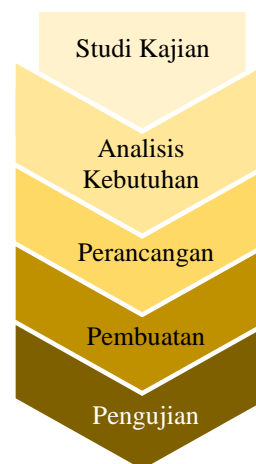 Studi Kajian
Analisis
Kebutuhan
Perancangan
Pembuatan
Pengujian